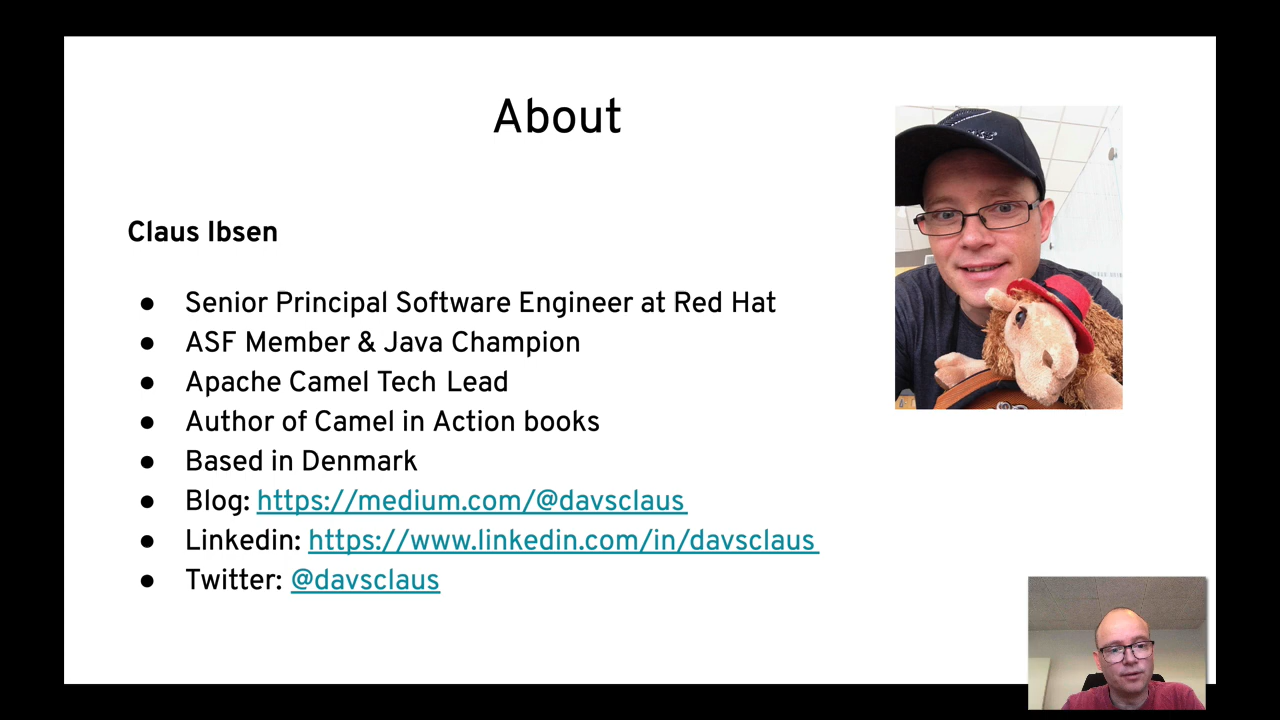 About
Claus Ibsen
● Senior Principal Software Engineer at Red Hat
● ASF Member & Java Champion
● Apache Camel Tech Lead
● Author of Camel in Action books
● Based in Denmark
● Blog: https://medium.com/@davsclaus
● Linkedin: https://www.linkedin.com/in/davsclaus
● Twitter: @davsclaus